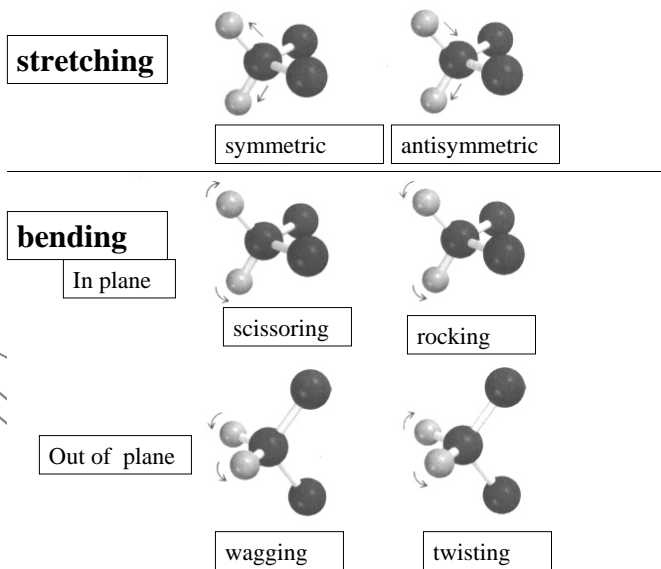 stretching
symmetric
antisymmetric
bending
In plane
scissoring
rocking
Out of plane
wagging
twisting